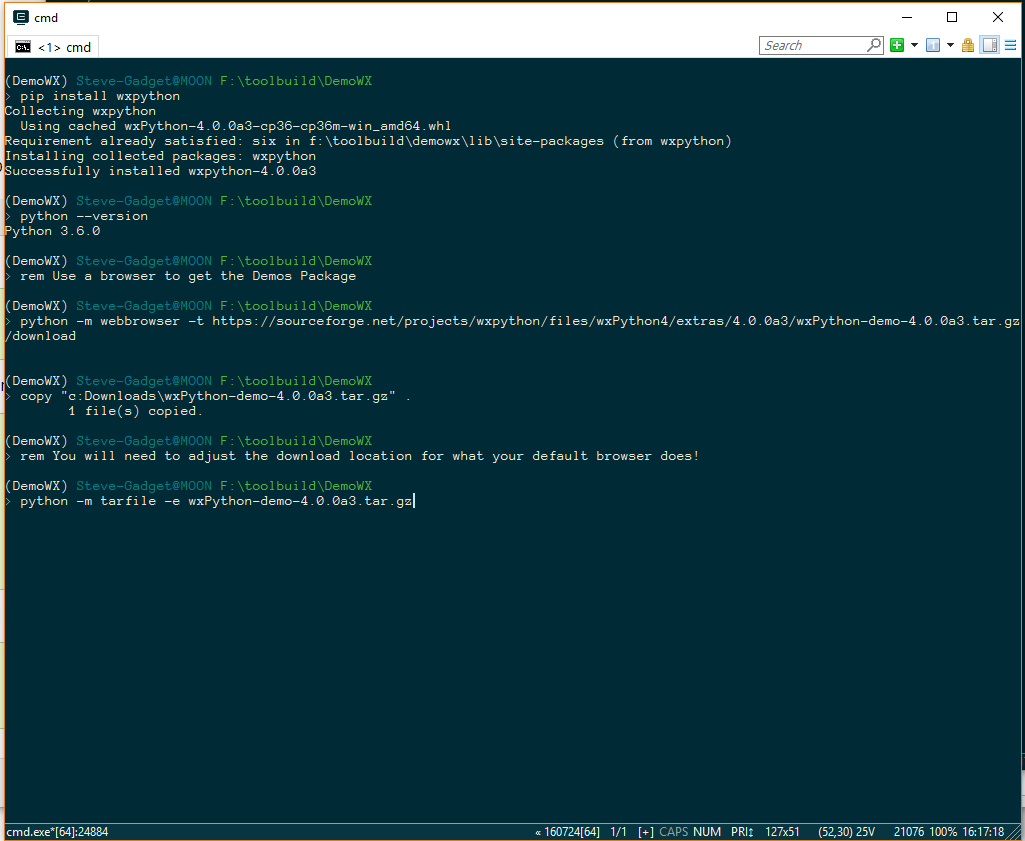 cmd
<1> cmd
Search
(DemoWX) Steve-Gadget@MOON F:\toolbuild\DemoWX
> pip install wxpython
Collecting wxpython
  Using cached wxPython-4.0.0a3-cp36-cp36m-win_amd64.whl
Requirement already satisfied: six in f:\toolbuild\demowx\lib\site-packages (from wxpython)
Installing collected packages: wxpython
Successfully installed wxpython-4.0.0a3
(DemoWX) Steve-Gadget@MOON F:\toolbuild\DemoWX
> python --version
Python 3.6.0
(DemoWX) Steve-Gadget@MOON F:\toolbuild\DemoWX
> rem Use a browser to get the Demos Package
(DemoWX) Steve-Gadget@MOON F:\toolbuild\DemoWX
> python -m webbrowser -t https://sourceforge.net/projects/wxpython/files/wxPython4/extras/4.0.0a3/wxPython-demo-4.0.0a3.tar.gz
/download
(DemoWX) Steve-Gadget@MOON F:\toolbuild\DemoWX
> copy "c:Downloads\wxPython-demo-4.0.0a3.tar.gz" .
        1 file(s) copied.
(DemoWX) Steve-Gadget@MOON F:\toolbuild\DemoWX
> rem You will need to adjust the download location for what your default browser does!
(DemoWX) Steve-Gadget@MOON F:\toolbuild\DemoWX
> python -m tarfile -e wxPython-demo-4.0.0a3.tar.gz
cmd.exe*[64]:24884 « 160724[64] 1/1 [+] CAPS NUM PRI↕ 127x51 (52,30) 25V 21076 100% 16:17:18